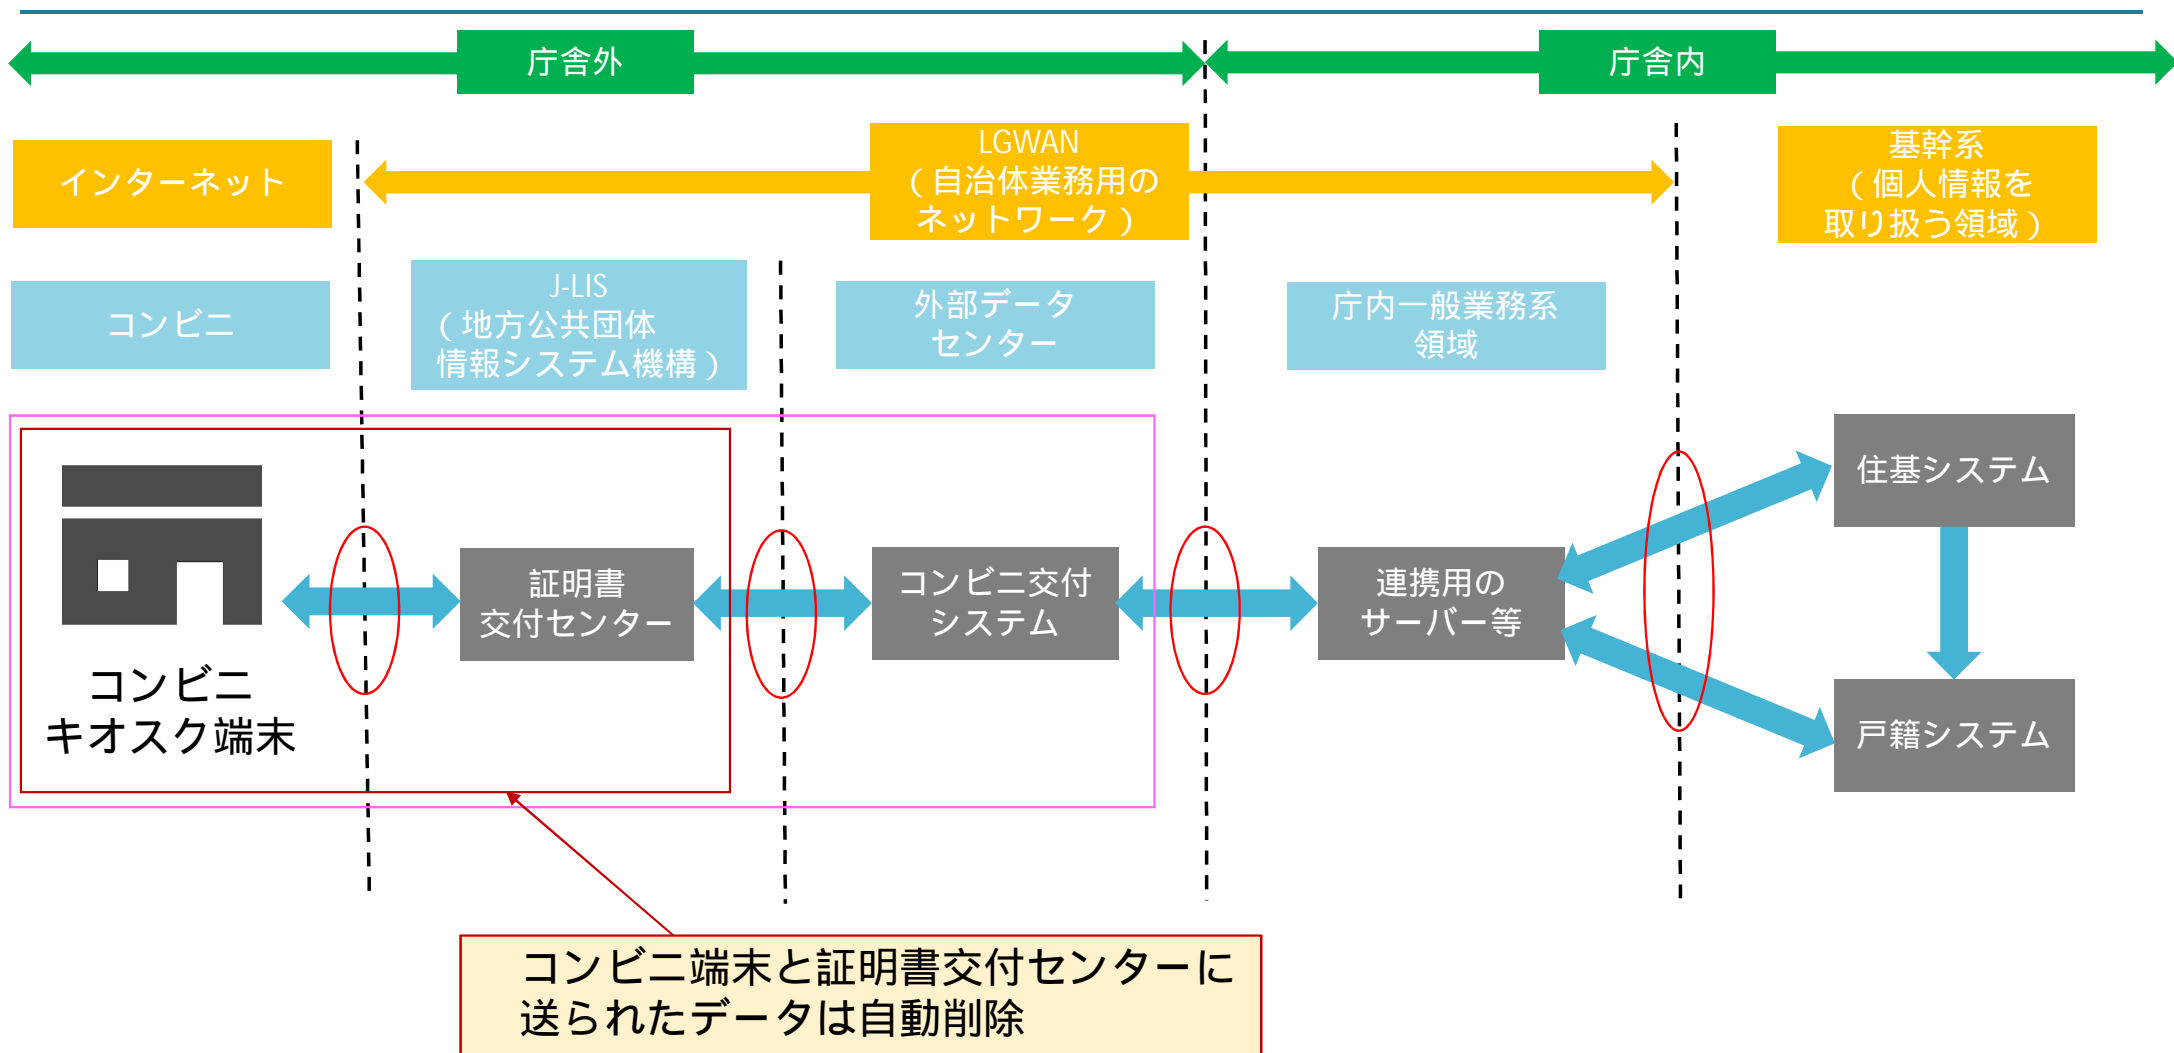 庁舎外
庁舎内
インターネット
LGWAN
（自治体業務用の
ネットワーク）
基幹系
（個人情報を
取り扱う領域）
コンビニ
J-LIS
（地方公共団体
情報システム機構）
外部データ
センター
庁内一般業務系
領域
コンビニ
キオスク端末
証明書
交付センター
コンビニ交付
システム
連携用の
サーバー等
住基システム
戸籍システム
コンビニ端末と証明書交付センターに
送られたデータは自動削除